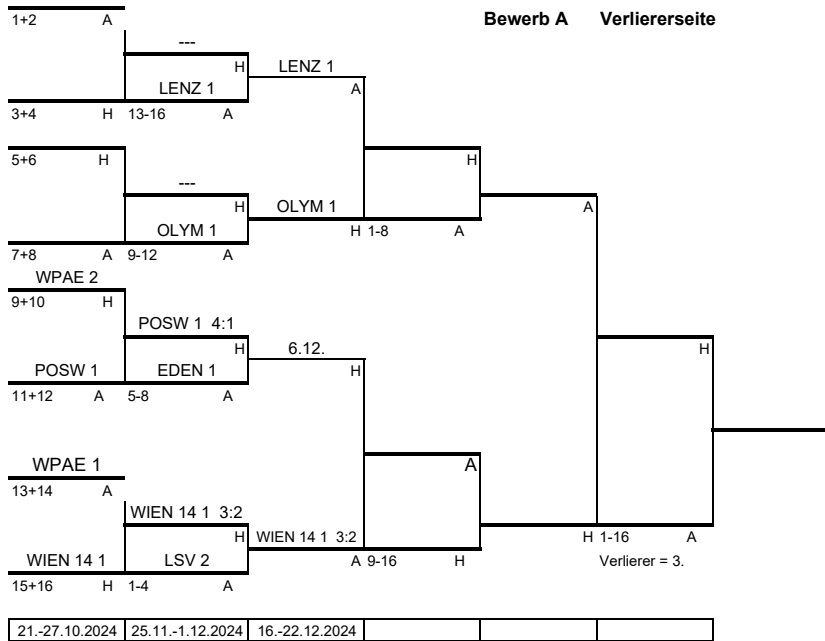 Bewerb A Verliererseite
1+2 A
---
H LENZ 1
LENZ 1 A
3+4 H 13-16 A
5+6 H H
---
H OLYM 1 A
OLYM 1 H 1-8 A
7+8 A 9-12 A
WPAE 2
9+10 H
POSW 1 4:1
H 6.12. H
POSW 1 EDEN 1 H
11+12 A 5-8 A
WPAE 1 A
13+14 A
WIEN 14 1 3:2
H WIEN 14 1 3:2 H 1-16 A
WIEN 14 1 LSV 2 A 9-16 H Verlierer = 3.
15+16 H 1-4 A
21.-27.10.2024 25.11.-1.12.2024 16.-22.12.2024